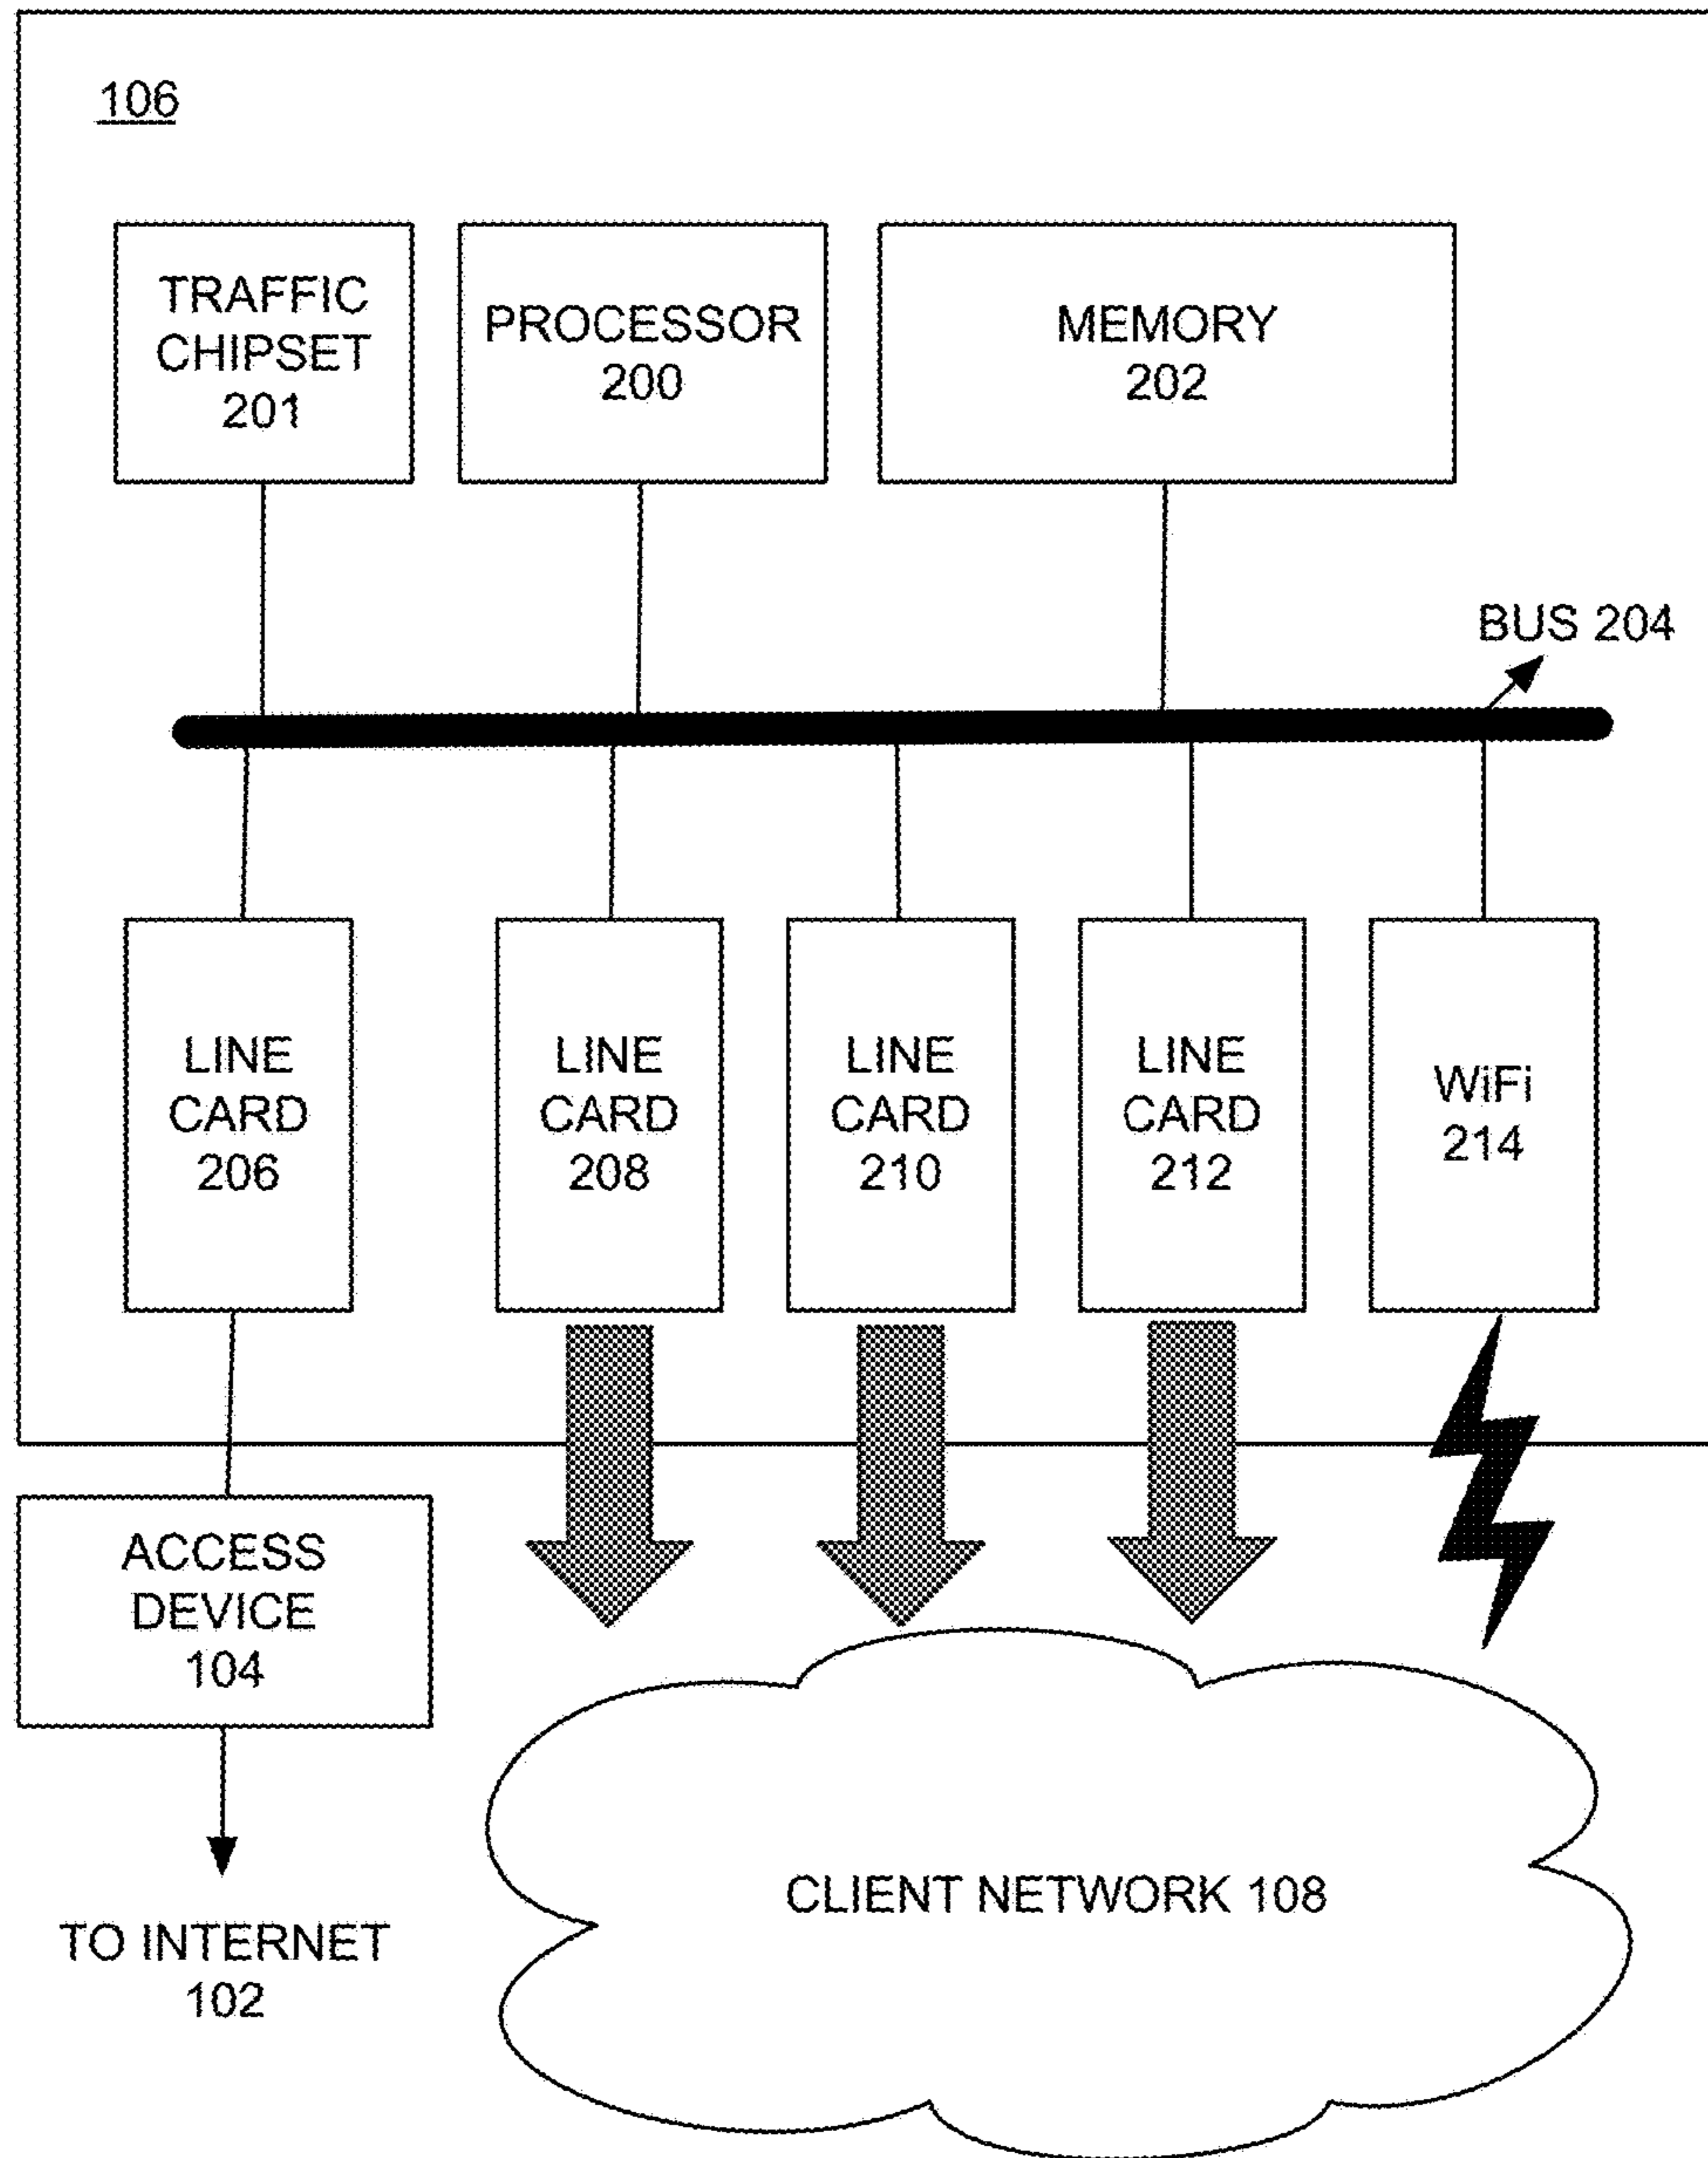 106
TRAFFIC
CHIPSET
201
PROCESSOR
200
MEMORY
202
BUS 204
LINE
CARD
206
LINE
CARD
208
LINE
CARD
210
LINE
CARD
212
WiFi
214
ACCESS
DEVICE
104
TO INTERNET
102
CLIENT NETWORK 108